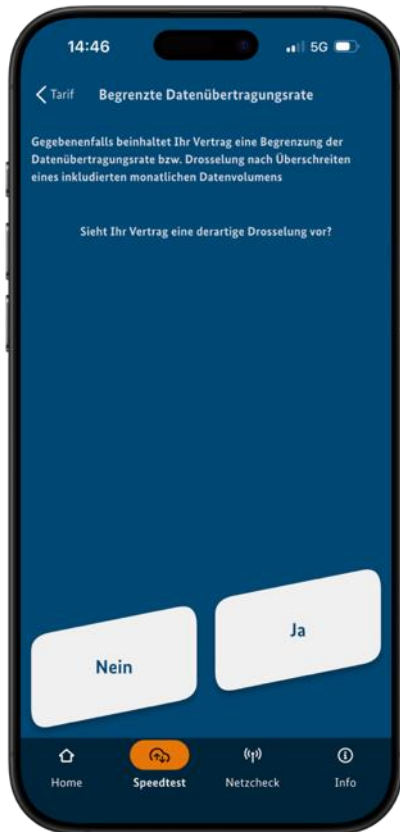 14:46
5G
Tarif
Begrenzte Datenübertragungsrate
Gegebenenfalls beinhaltet Ihr Vertrag eine Begrenzung der
Datenübertragungsrate bzw. Drosselung nach Überschreiten
eines inkludierten monatlichen Datenvolumens
Sieht Ihr Vertrag eine derartige Drosselung vor?
Nein
Ja
Home
Speedtest
Netzcheck
Info